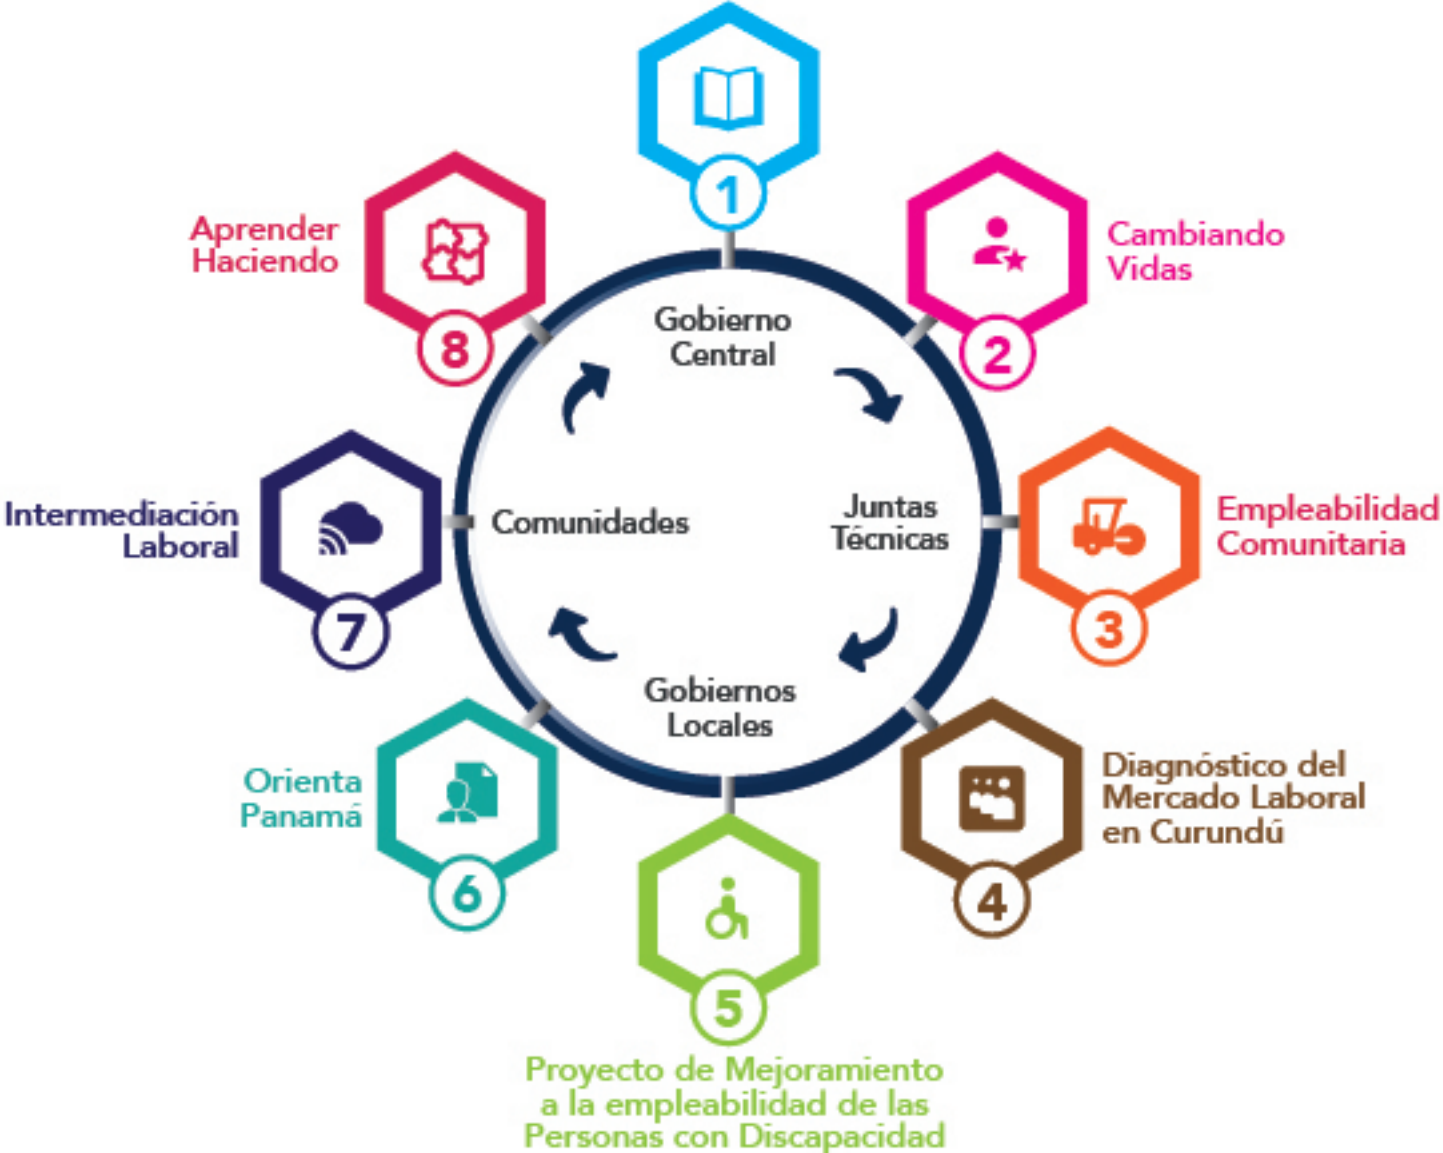 1
Cambiando
Vidas
2
Empleabilidad
Comunitaria
3
Diagnóstico del
Mercado Laboral
en Curundú
4
5
Proyecto de Mejoramiento
a la empleabilidad de las
Personas con Discapacidad
Orienta
Panamá
6
Intermediación
Laboral
7
Aprender
Haciendo
8
Gobierno
Central
Juntas
Técnicas
Gobiernos
Locales
Comunidades